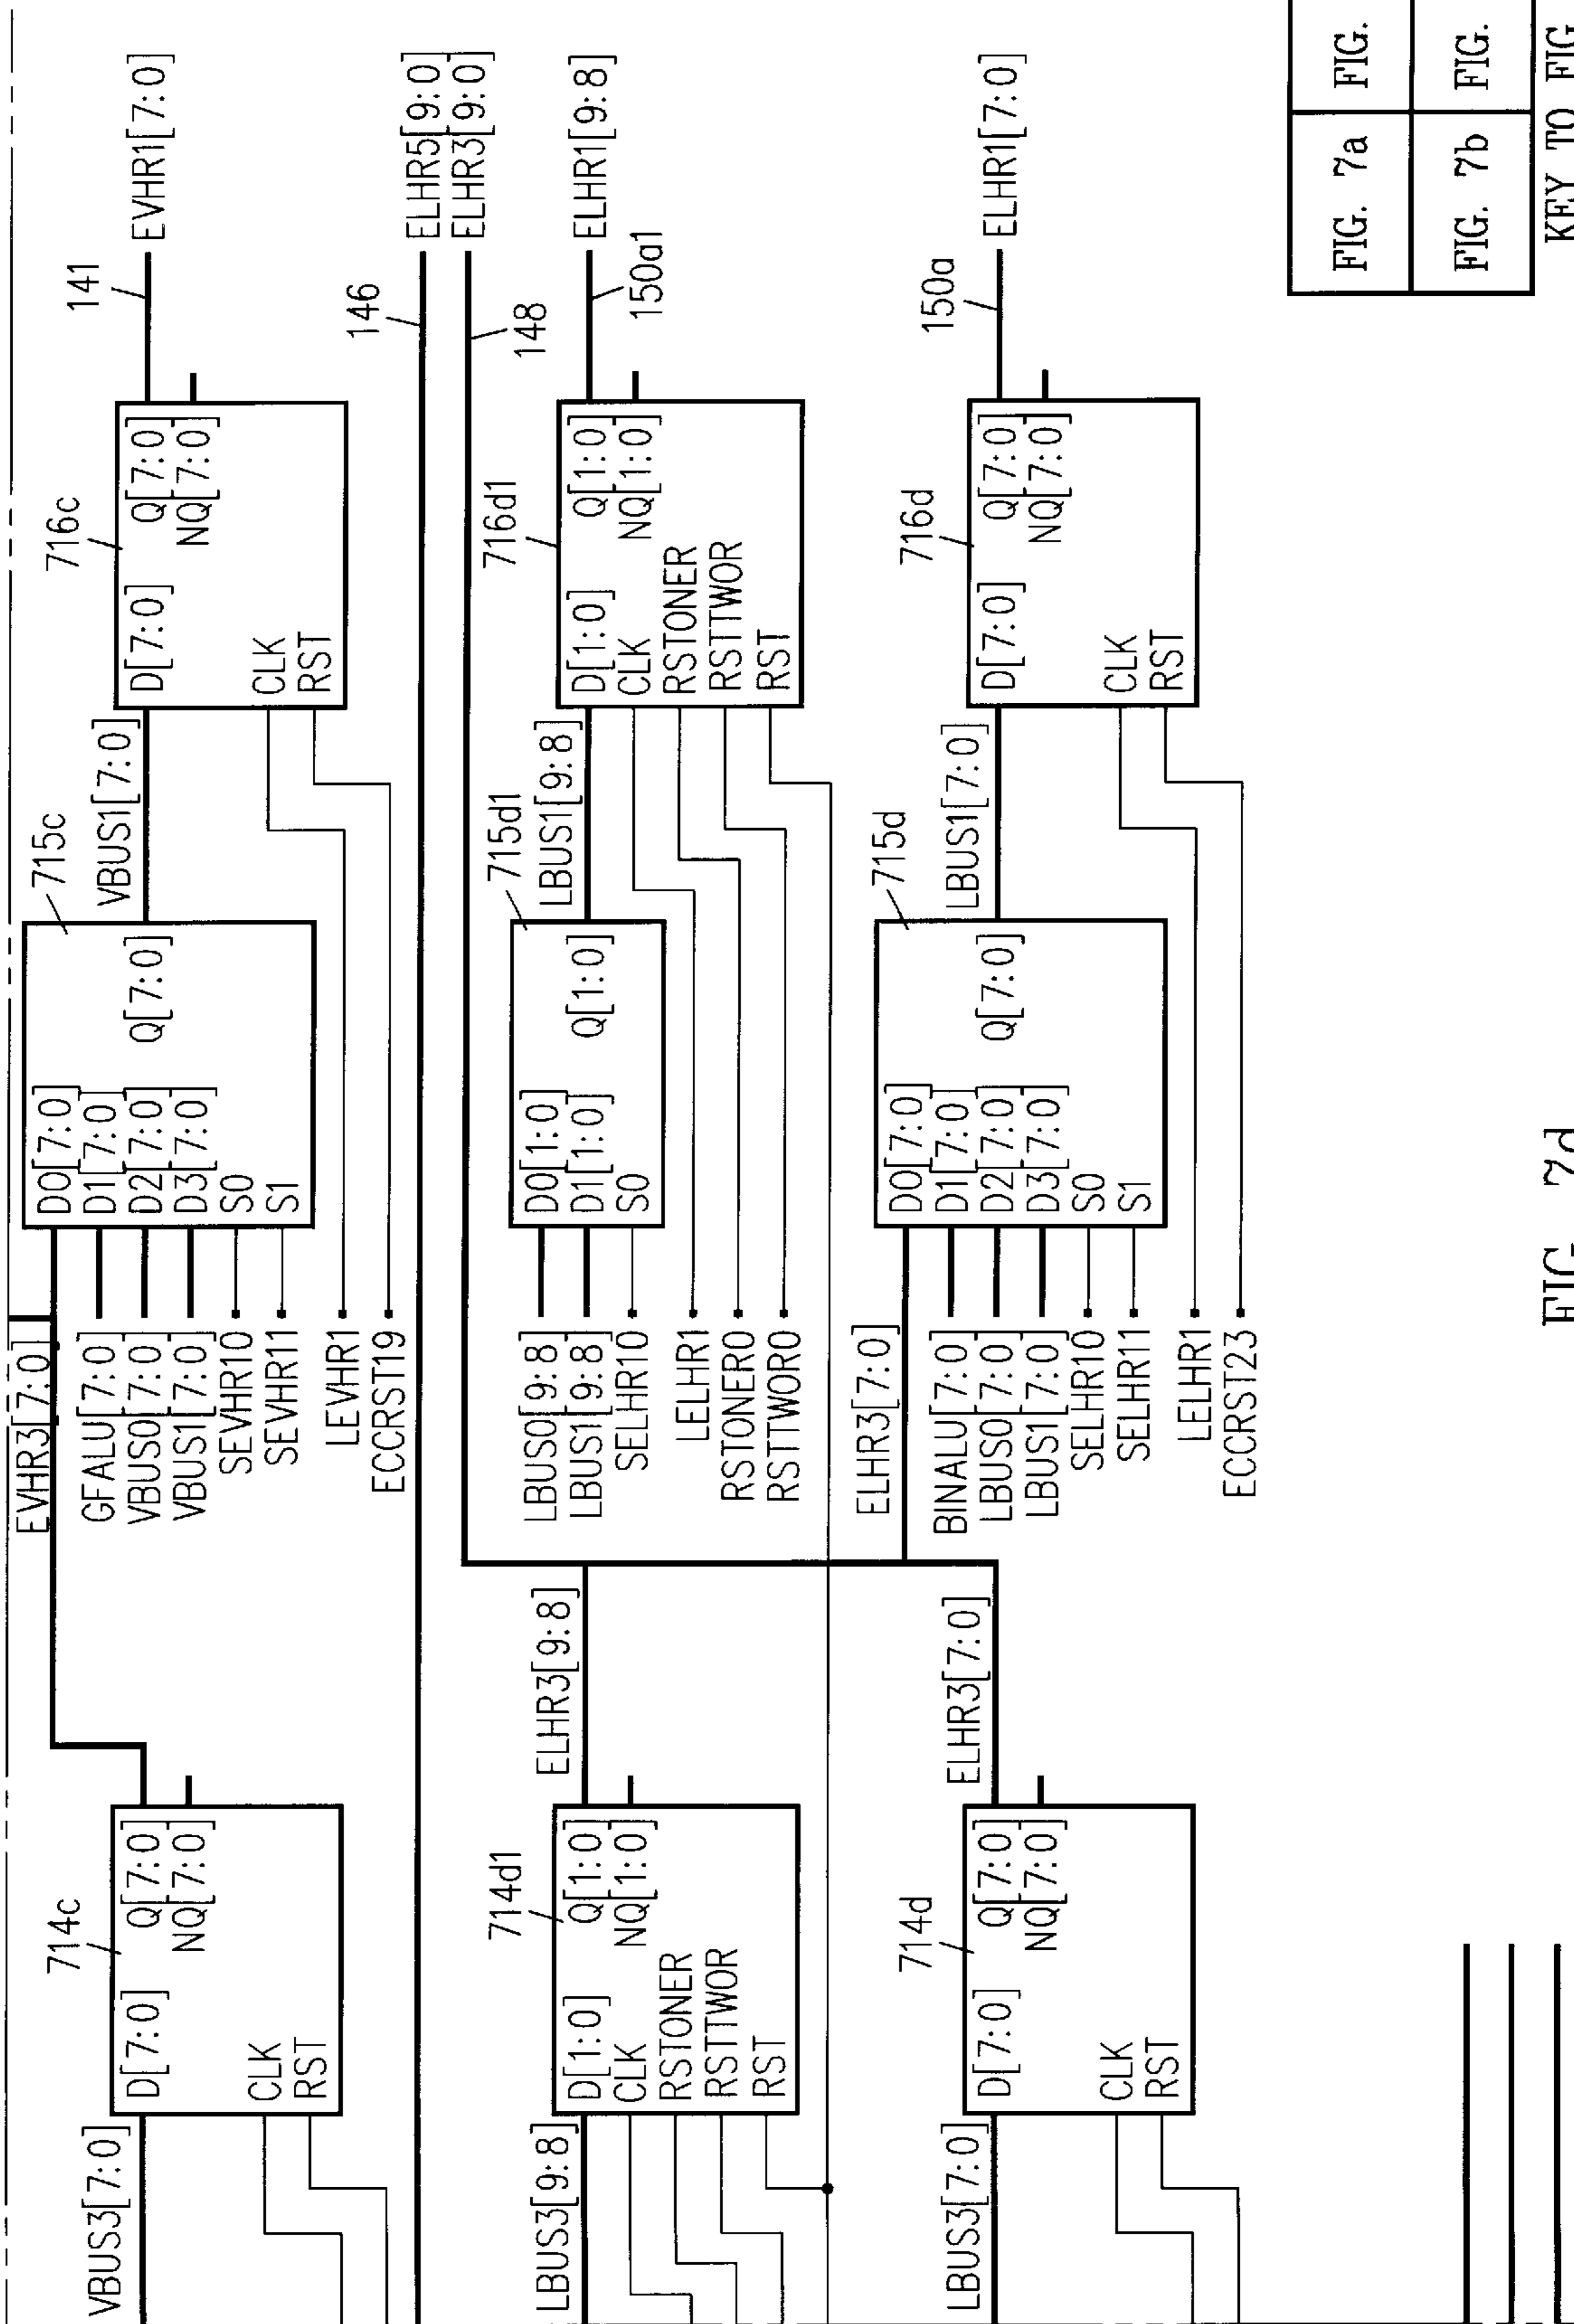 714c
VBUS3[7:0]
D[7:0]
Q[7:0]
NQ[7:0]
CLK
RST
EVHR3[7:0]
GFALU[7:0]
VBUS0[7:0]
VBUS1[7:0]
SEVHR10
SEVHR11
LEVHR1
ECCRST19
715c
D0[7:0]
D1[7:0]
D2[7:0]
D3[7:0]
S0
S1
Q[7:0]
VBUS1[7:0]
716c
D[7:0]
Q[7:0]
NQ[7:0]
CLK
RST
141
EVHR1[7:0]
146
ELHR5[9:0]
ELHR3[9:0]
148
714d1
LBUS3[9:8]
D[1:0]
Q[1:0]
NQ[1:0]
CLK
RSTONER
RSTTWOR
RST
ELHR3[9:8]
LBUS0[9:8]
LBUS1[9:8]
SELHR10
LELHR1
RSTONER0
RSTTWOR0
715d1
D0[1:0]
D1[1:0]
S0
Q[1:0]
LBUS1[9:8]
716d1
D[1:0]
Q[1:0]
NQ[1:0]
CLK
RSTONER
RSTTWOR
RST
ELHR1[9:8]
150a1
714d
LBUS3[7:0]
D[7:0]
Q[7:0]
NQ[7:0]
CLK
RST
ELHR3[7:0]
ELHR3[7:0]
BINALU[7:0]
LBUS0[7:0]
LBUS1[7:0]
SELHR10
SELHR11
LELHR1
ECCRST23
715d
D0[7:0]
D1[7:0]
D2[7:0]
D3[7:0]
S0
S1
Q[7:0]
LBUS1[7:0]
716d
D[7:0]
Q[7:0]
NQ[7:0]
CLK
RST
150a
ELHR1[7:0]
FIG. 7d
FIG. 7a FIG.
FIG. 7b FIG.
KEY TO FIG